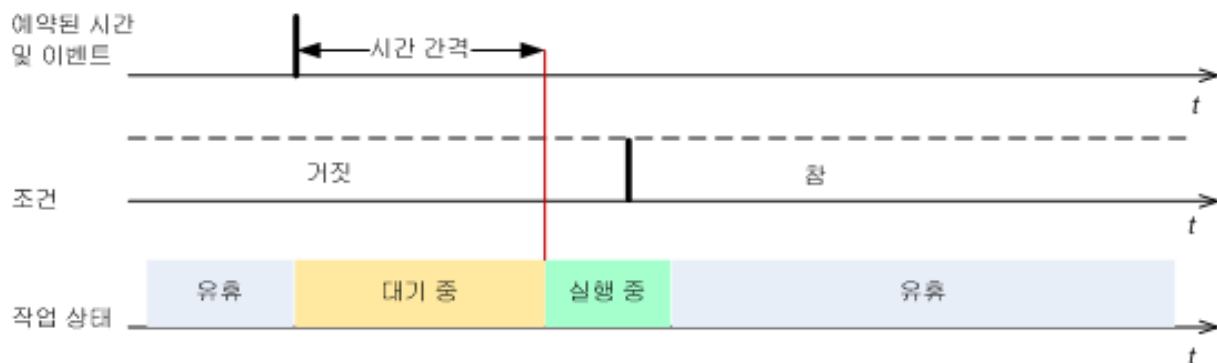 예약된 시간
및 이벤트
시간 간격
t
거짓
참
조건
t
유휴
대기 중
실행 중
유휴
작업 상태
t